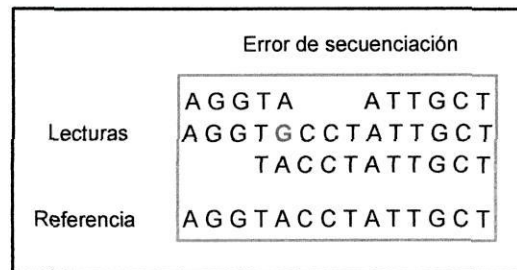 Error de secuenciación
AGGTA ATTGCT
Lecturas AGGTGCCTATTGCT
TACCTATTGCT
Referencia AGGTACCTATTGCT